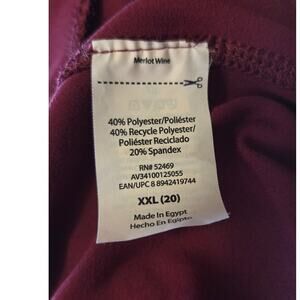 Merlot Wine
40% Polyester/Poliéster
40% Recycle Polyester/
Poliéster Reciclado
20% Spandex
RN# 52469
AV34100125055
EAN/UPC 8 8942419744
XXL (20)
Made In Egypt
Hecho En Egipto